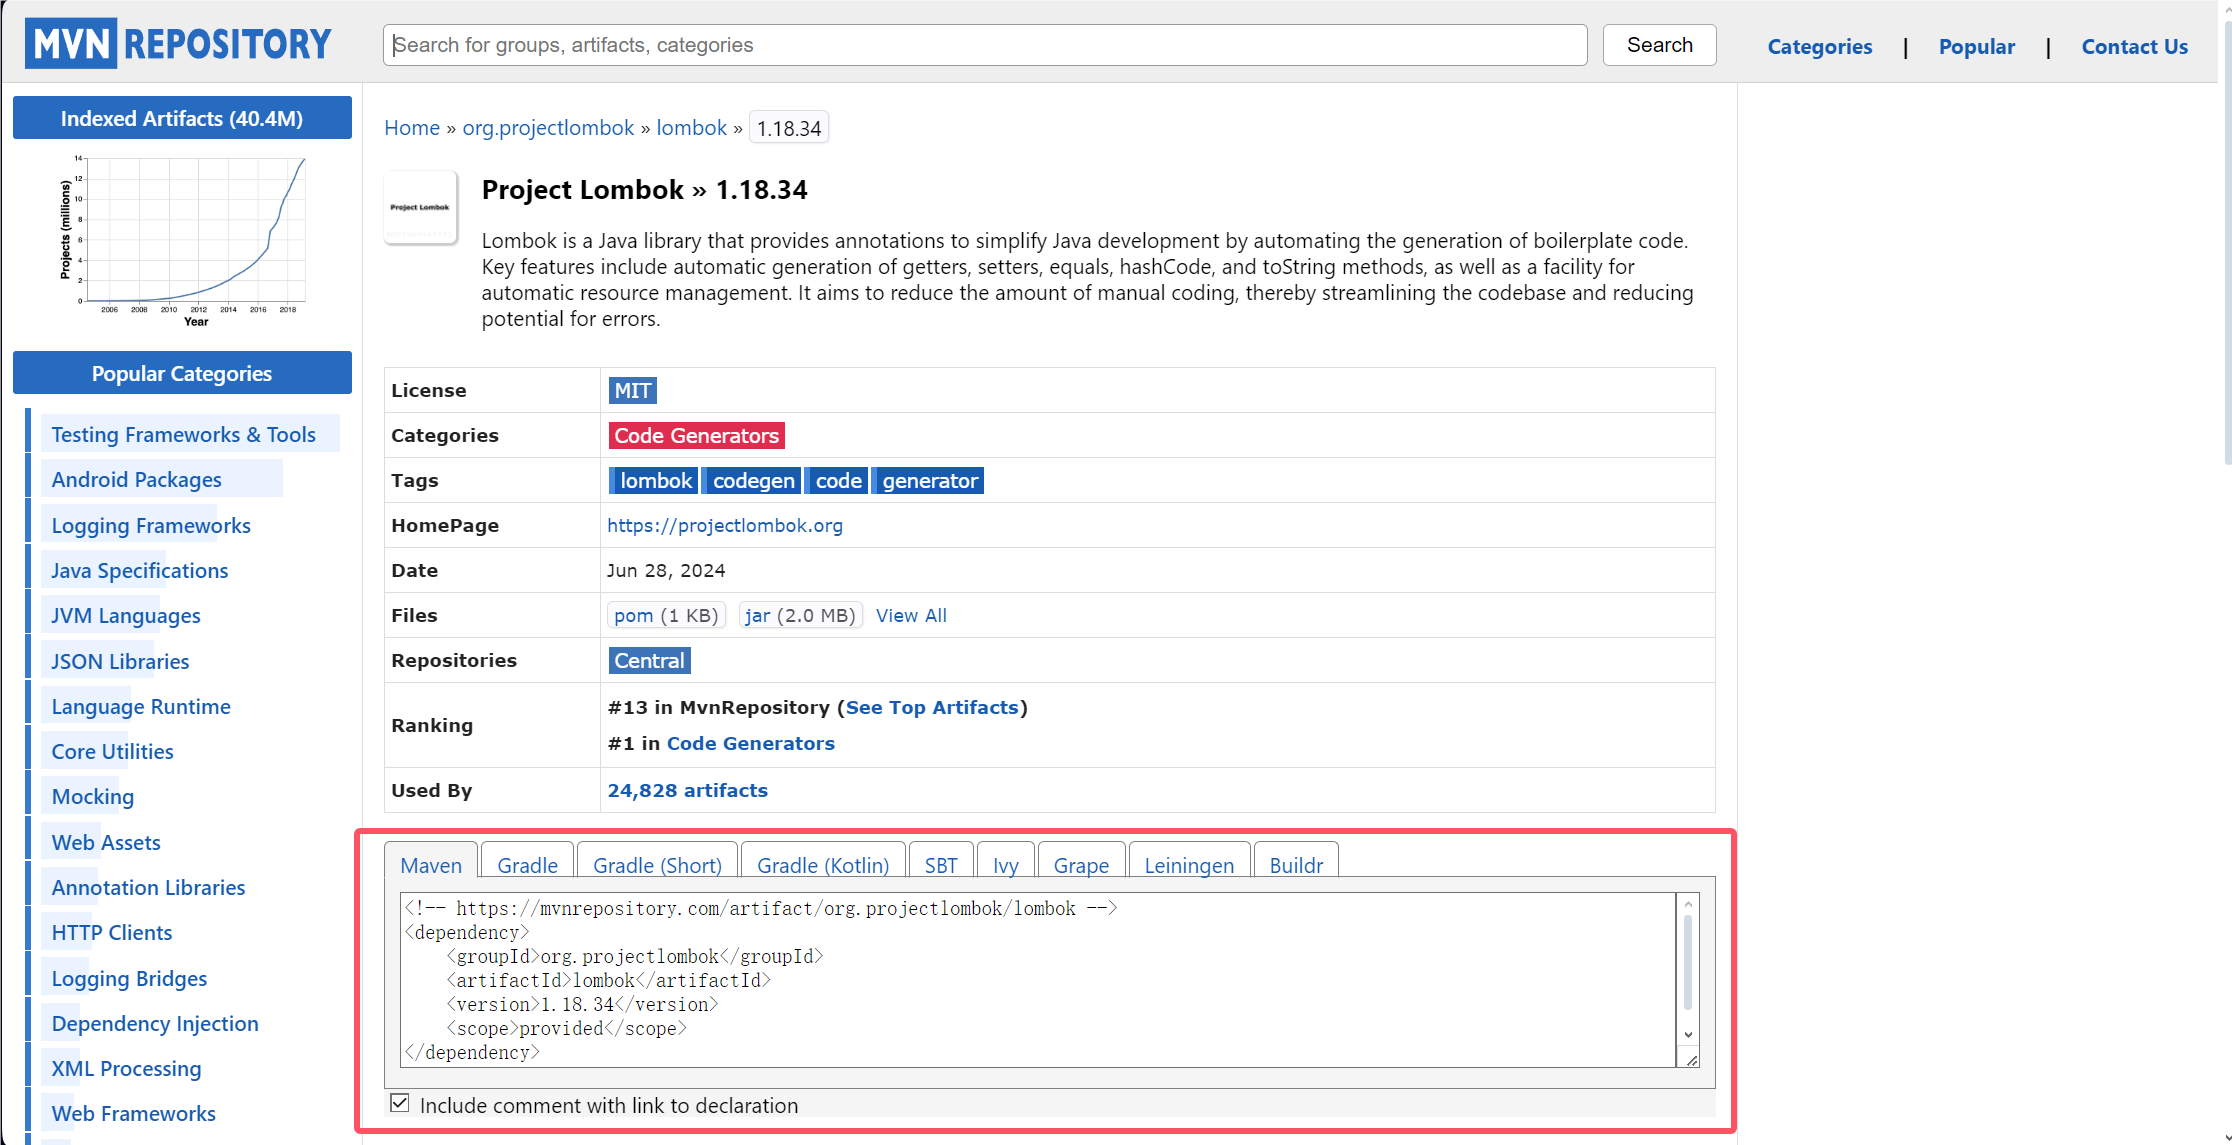 MVN REPOSITORY
Search for groups, artifacts, categories
Search
Categories | Popular | Contact Us
Indexed Artifacts (40.4M)
Projects (millions)
14
12
10
8
6
4
2
0
2006 2008 2010 2012 2014 2016 2018
Year
Popular Categories
Testing Frameworks & Tools
Android Packages
Logging Frameworks
Java Specifications
JVM Languages
JSON Libraries
Language Runtime
Core Utilities
Mocking
Web Assets
Annotation Libraries
HTTP Clients
Logging Bridges
Dependency Injection
XML Processing
Web Frameworks
Home » org.projectlombok » lombok » 1.18.34
Project Lombok
Project Lombok » 1.18.34
Lombok is a Java library that provides annotations to simplify Java development by automating the generation of boilerplate code.
Key features include automatic generation of getters, setters, equals, hashCode, and toString methods, as well as a facility for
automatic resource management. It aims to reduce the amount of manual coding, thereby streamlining the codebase and reducing
potential for errors.
License MIT
Categories Code Generators
Tags lombok codegen code generator
HomePage https://projectlombok.org
Date Jun 28, 2024
Files pom (1 KB) jar (2.0 MB) View All
Repositories Central
Ranking
#13 in MvnRepository (See Top Artifacts)
#1 in Code Generators
Used By 24,828 artifacts
Maven Gradle Gradle (Short) Gradle (Kotlin) SBT Ivy Grape Leiningen Buildr
<!-- https://mvnrepository.com/artifact/org.projectlombok/lombok -->
<dependency>
    <groupId>org.projectlombok</groupId>
    <artifactId>lombok</artifactId>
    <version>1.18.34</version>
    <scope>provided</scope>
</dependency>
Include comment with link to declaration